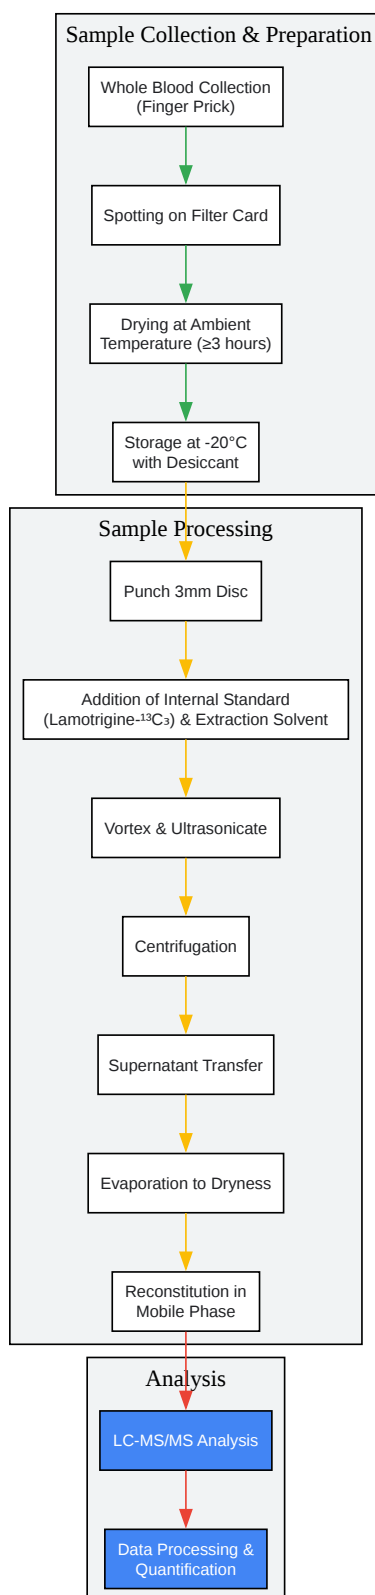 Sample Collection & Preparation
Whole Blood Collection
(Finger Prick)
Spotting on Filter Card
Drying at Ambient
Temperature (≥3 hours)
Storage at -20°C
with Desiccant
Sample Processing
Punch 3mm Disc
Addition of Internal Standard
(Lamotrigine-¹³C₃) & Extraction Solvent
Vortex & Ultrasonicate
Centrifugation
Supernatant Transfer
Evaporation to Dryness
Reconstitution in
Mobile Phase
Analysis
LC-MS/MS Analysis
Data Processing &
Quantification